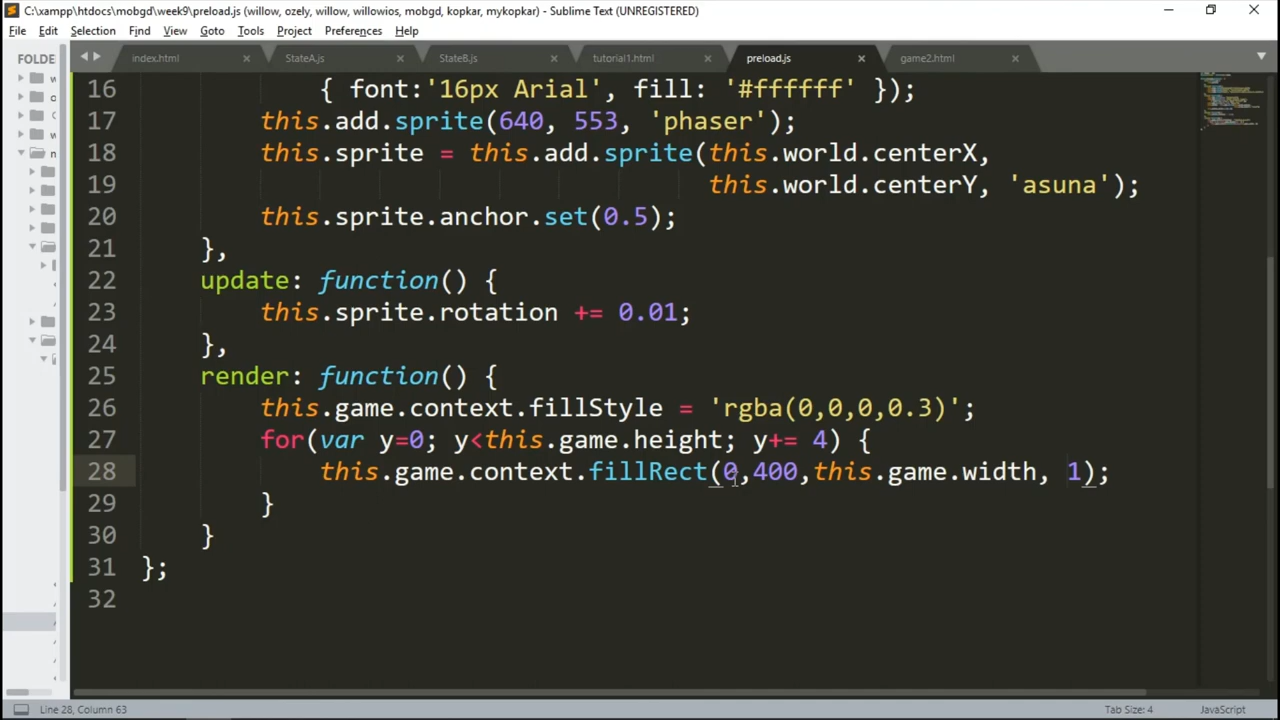 C:\xampp\htdocs\mobgd\week9\preload.js (willow, ozely, willow, willowios, mobgd, kopkar, mykopkar) - Sublime Text (UNREGISTERED)
File Edit Selection Find View Goto Tools Project Preferences Help
FOLDE
index.html StateA.js StateB.js tutorial1.html preload.js game2.html
16 { font:'16px Arial', fill: '#ffffff' });
17 this.add.sprite(640, 553, 'phaser');
18 this.sprite = this.add.sprite(this.world.centerX,
19 this.world.centerY, 'asuna');
20 this.sprite.anchor.set(0.5);
21 },
22 update: function() {
23 this.sprite.rotation += 0.01;
24 },
25 render: function() {
26 this.game.context.fillStyle = 'rgba(0,0,0,0.3)';
27 for(var y=0; y<this.game.height; y+= 4) {
28 this.game.context.fillRect(0,400,this.game.width, 1);
29 }
30 }
31 };
32
Line 28, Column 63 Tab Size: 4 JavaScript